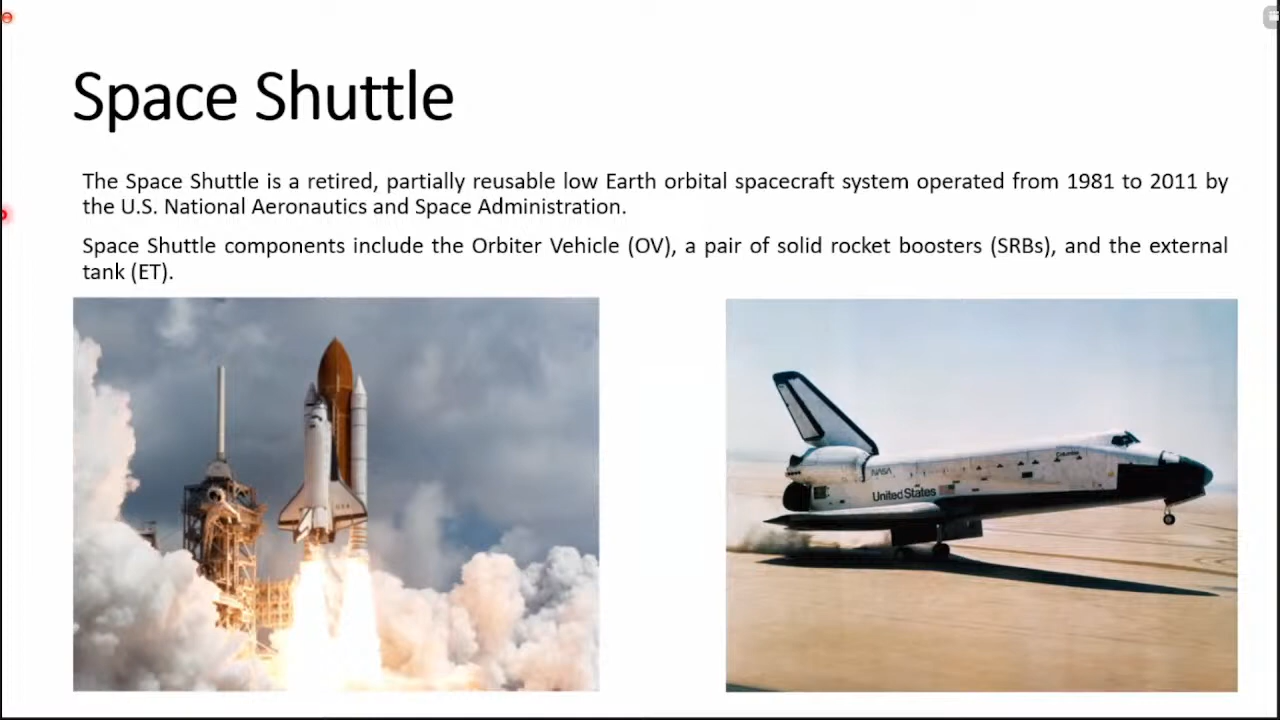 Space Shuttle
The Space Shuttle is a retired, partially reusable low Earth orbital spacecraft system operated from 1981 to 2011 by
the U.S. National Aeronautics and Space Administration.
Space Shuttle components include the Orbiter Vehicle (OV), a pair of solid rocket boosters (SRBs), and the external
tank (ET).
USA
Columbia
NASA
United States